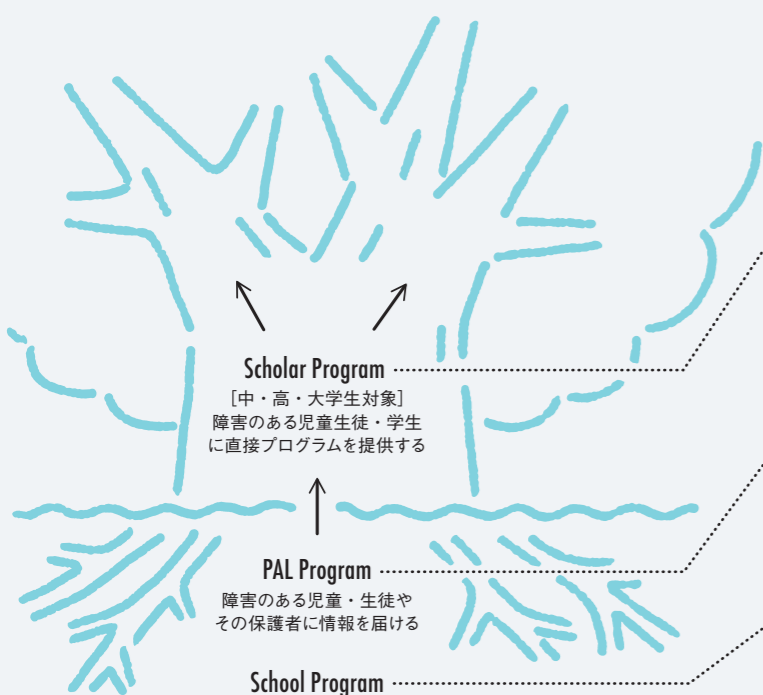 Scholar Program
[中・高・大学生対象]
障害のある児童生徒・学生
に直接プログラムを提供する
PAL Program
障害のある児童・生徒や
その保護者に情報を届ける
School Program